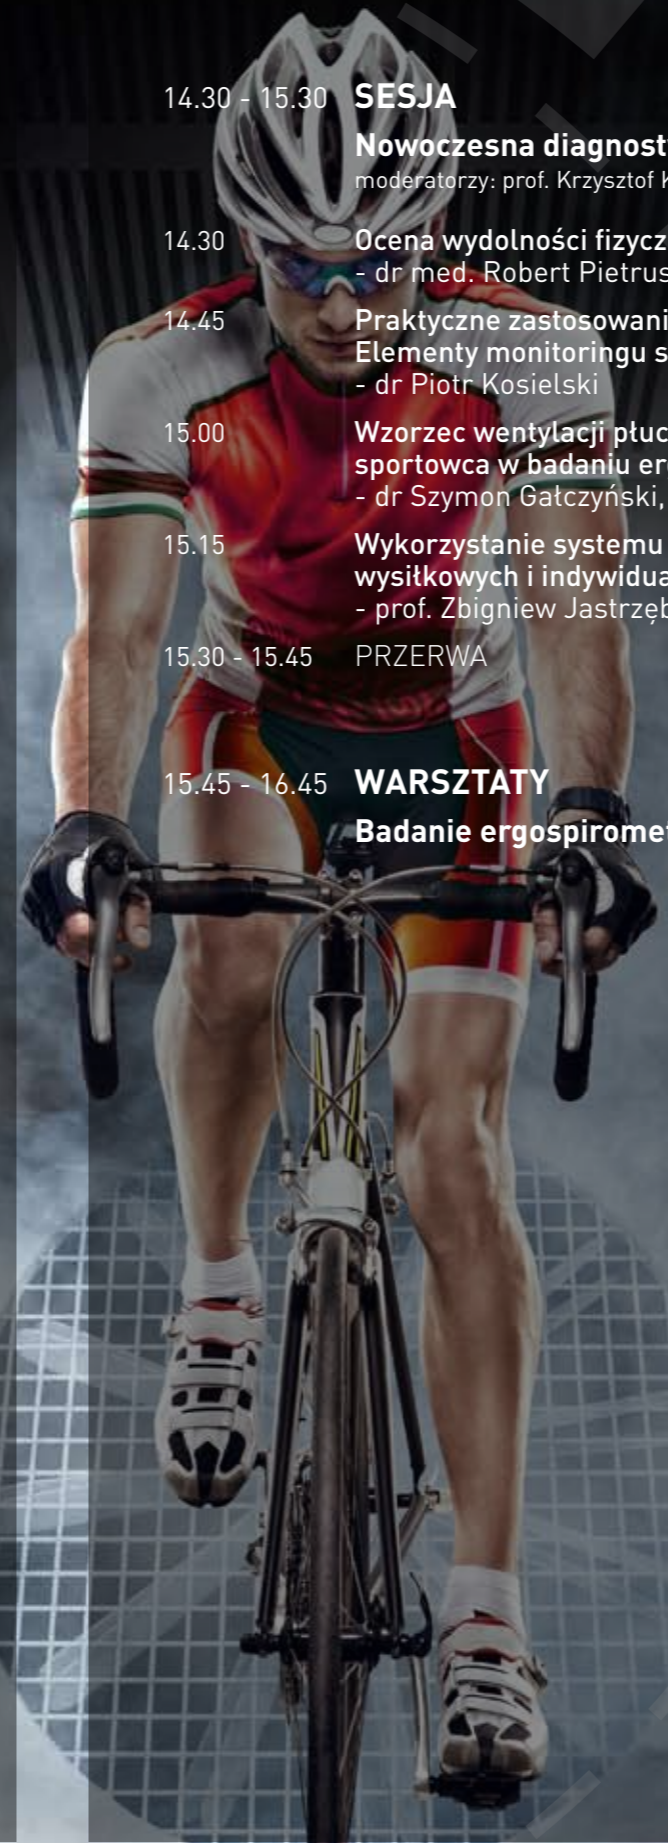 14.30 - 15.30 SESJA
Nowoczesna diagnost
moderatorzy: prof. Krzysztof K
14.30 Ocena wydolności fizycz
- dr med. Robert Pietrus
14.45 Praktyczne zastosowani
Elementy monitoringu s
- dr Piotr Kosielski
15.00 Wzorzec wentylacji płuc
sportowca w badaniu erg
- dr Szymon Gałczyński,
15.15 Wykorzystanie systemu
wysiłkowych i indywidua
- prof. Zbigniew Jastrzęb
15.30 - 15.45 PRZERWA
15.45 - 16.45 WARSZTATY
Badanie ergospiromet